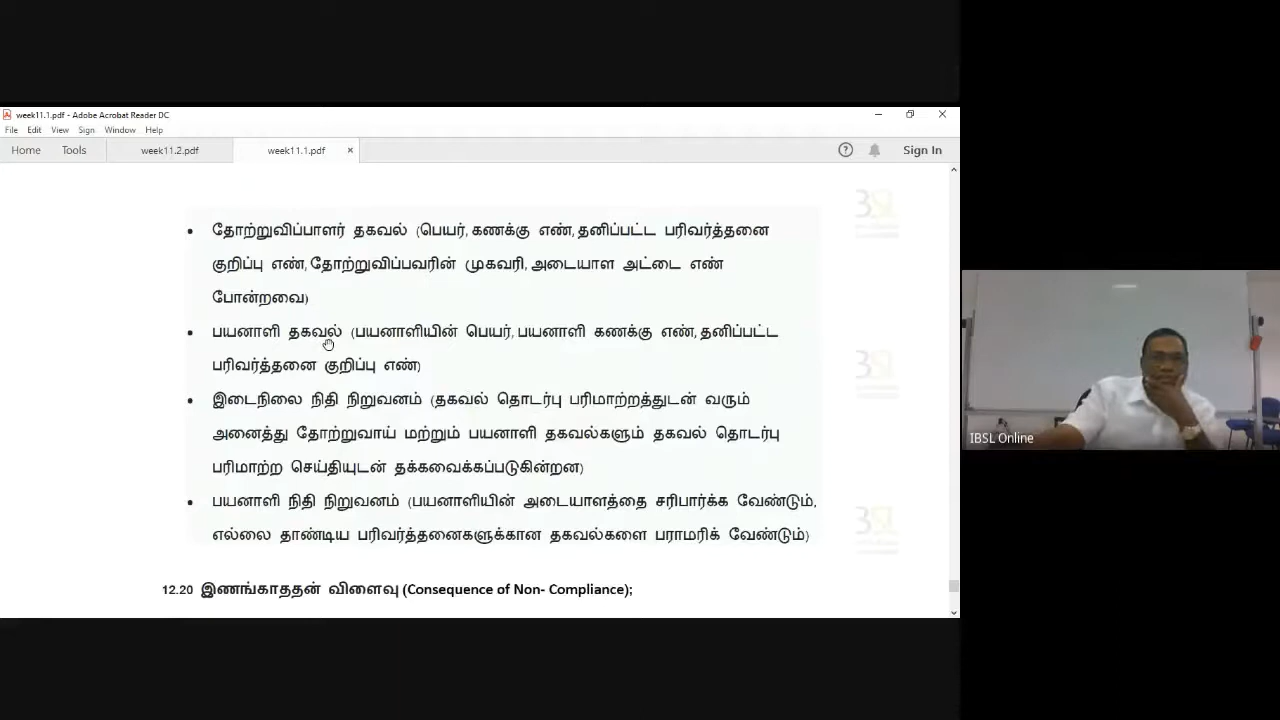 week11.1.pdf - Adobe Acrobat Reader DC
File Edit View Sign Window Help
Home Tools week11.2.pdf week11.1.pdf Sign In
தோற்றுவிப்பாளர் தகவல் (பெயர், கணக்கு எண், தனிப்பட்ட பரிவர்த்தனை
குறிப்பு எண், தோற்றுவிப்பவரின் முகவரி, அடையாள அட்டை எண்
போன்றவை)
பயனாளி தகவல் (பயனாளியின் பெயர், பயனாளி கணக்கு எண், தனிப்பட்ட
பரிவர்த்தனை குறிப்பு எண்)
இடைநிலை நிதி நிறுவனம் (தகவல் தொடர்பு பரிமாற்றத்துடன் வரும்
அனைத்து தோற்றுவாய் மற்றும் பயனாளி தகவல்களும் தகவல் தொடர்பு
பரிமாற்ற செய்தியுடன் தக்கவைக்கப்படுகின்றன)
பயனாளி நிதி நிறுவனம் (பயனாளியின் அடையாளத்தை சரிபார்க்க வேண்டும்,
எல்லை தாண்டிய பரிவர்த்தனைகளுக்கான தகவல்களை பராமரிக் வேண்டும்)
12.20 இணங்காததன் விளைவு (Consequence of Non- Compliance);
IBSL Online